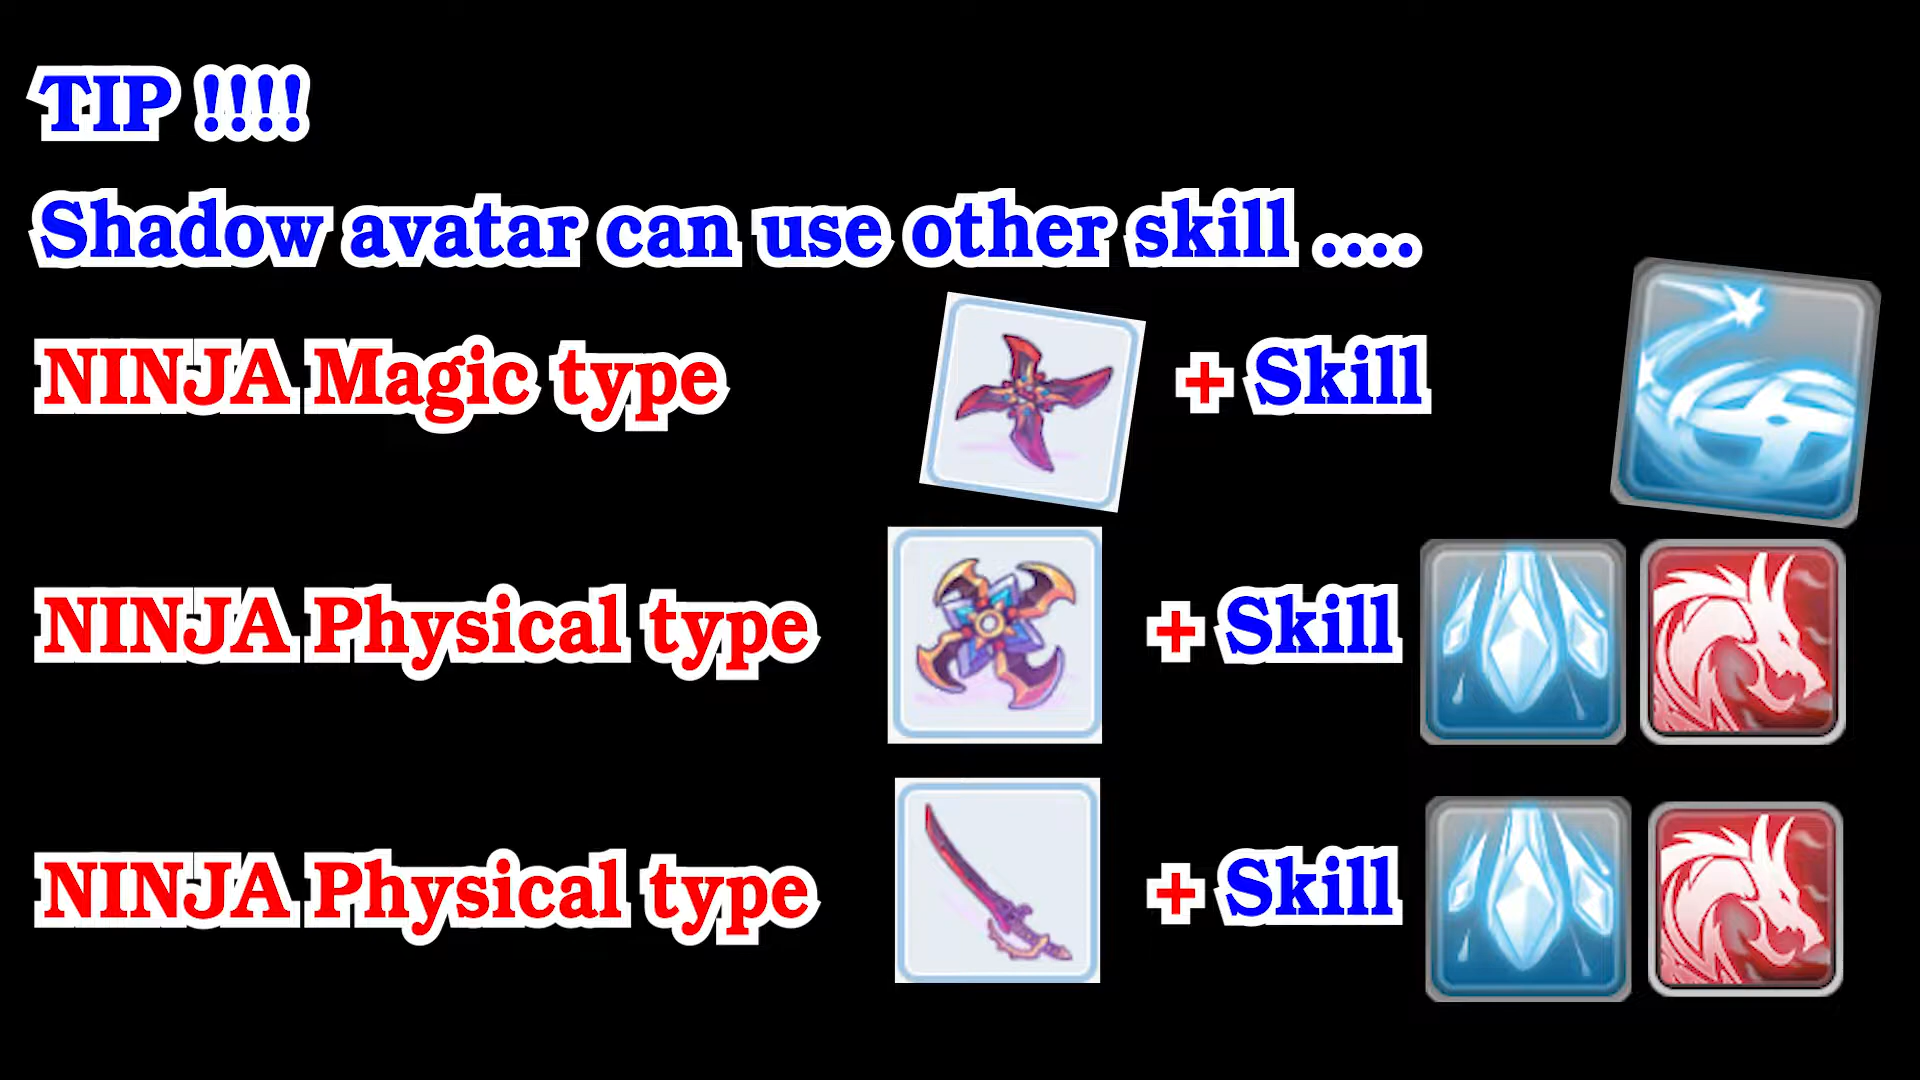 TIP !!!!
Shadow avatar can use other skill ....
NINJA Magic type + Skill
NINJA Physical type + Skill
NINJA Physical type + Skill